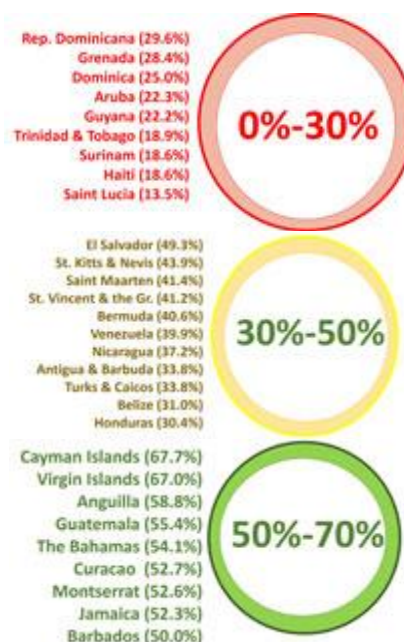 Rep. Dominicana (29.6%)
Grenada (28.4%)
Dominica (25.0%)
Aruba (22.3%)
Guyana (22.2%)
Trinidad & Tobago (18.9%)
Surinam (18.6%)
Haiti (18.6%)
Saint Lucia (13.5%)
0%-30%
El Salvador (49.3%)
St. Kitts & Nevis (43.9%)
Saint Maarten (41.4%)
St. Vincent & the Gr. (41.2%)
Bermuda (40.6%)
Venezuela (39.9%)
Nicaragua (37.2%)
Antigua & Barbuda (33.8%)
Turks & Caicos (33.8%)
Belize (31.0%)
Honduras (30.4%)
30%-50%
Cayman Islands (67.7%)
Virgin Islands (67.0%)
Anguilla (58.8%)
Guatemala (55.4%)
The Bahamas (54.1%)
Curacao (52.7%)
Montserrat (52.6%)
Jamaica (52.3%)
Barbados (50.0%)
50%-70%